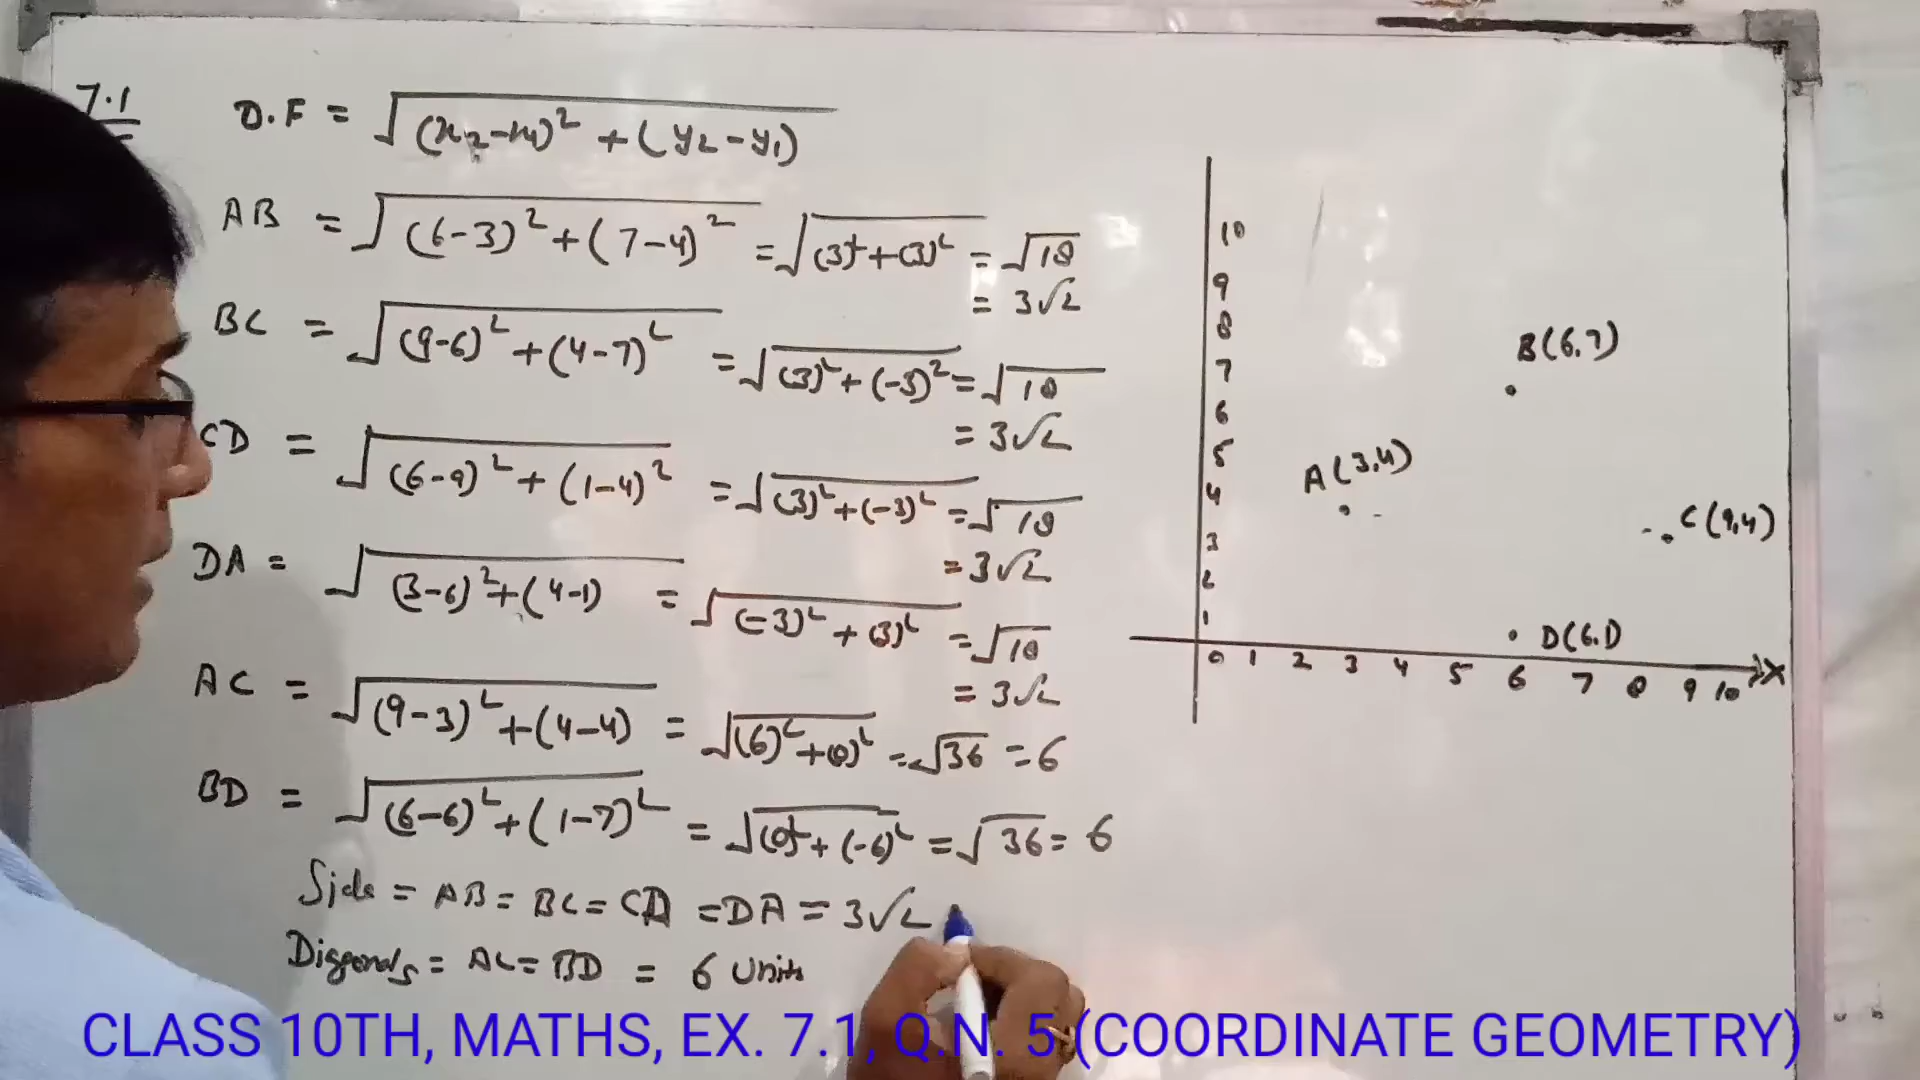 7.1
D.F = √(x₂-x₁)² + (y₂-y₁)
AB = √(6-3)² + (7-4)² = √(3)² + (3)² = √18
= 3√2
BC = √(9-6)² + (4-7)² = √(3)² + (-3)² = √18
= 3√2
CD = √(6-9)² + (1-4)² = √(3)² + (-3)² = √18
= 3√2
DA = √(3-6)² + (4-1) = √(-3)² + (3)² = √18
= 3√2
AC = √(9-3)² + (4-4) = √(6)² + (0)² = √36 = 6
BD = √(6-6)² + (1-7)² = √(0)² + (-6)² = √36 = 6
Side = AB = BC = CD = DA = 3√2
= AC = BD = 6 Units
10
9
8
7
6
5
4
3
2
1
B(6,7)
A(3,4)
C(9,4)
D(6,1)
0 1 2 3 4 5 6 7 8 9 10 X
CLASS 10TH, MATHS, EX. 7.1, Q.N. 5 (COORDINATE GEOMETRY)